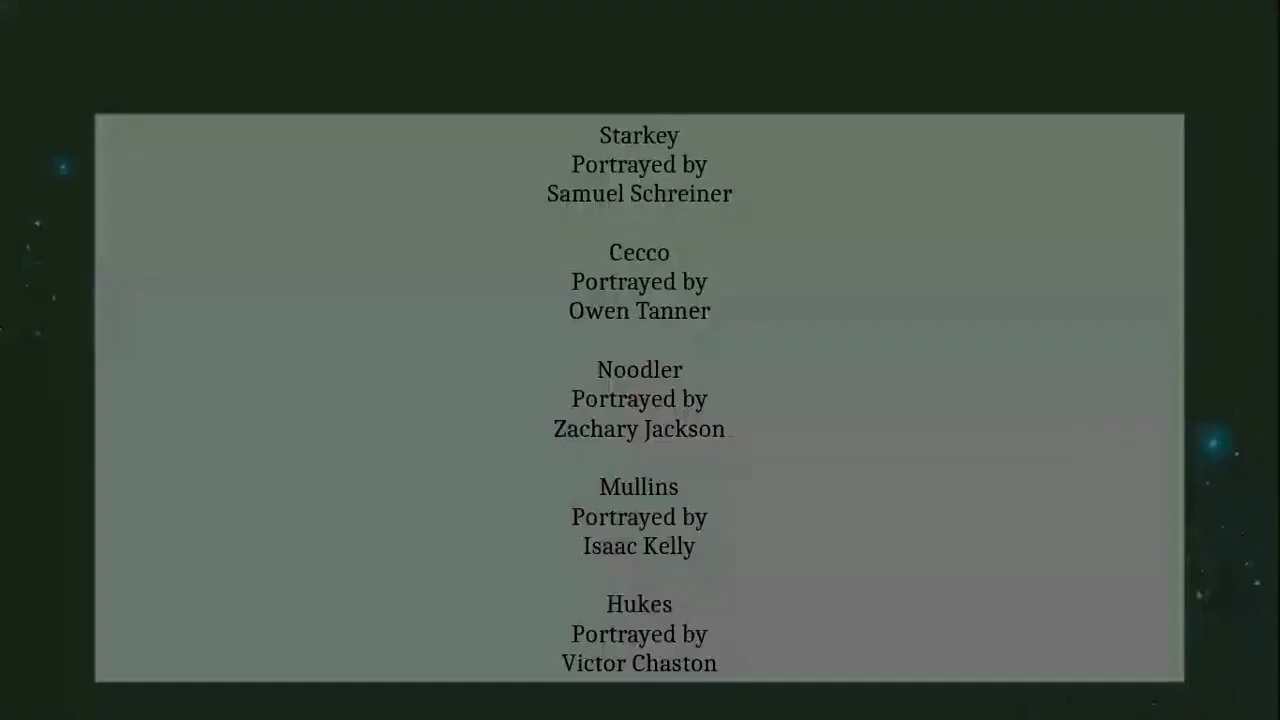 Starkey
Portrayed by
Samuel Schreiner
Cecco
Portrayed by
Owen Tanner
Noodler
Portrayed by
Zachary Jackson
Mullins
Portrayed by
Isaac Kelly
Hukes
Portrayed by
Victor Chaston